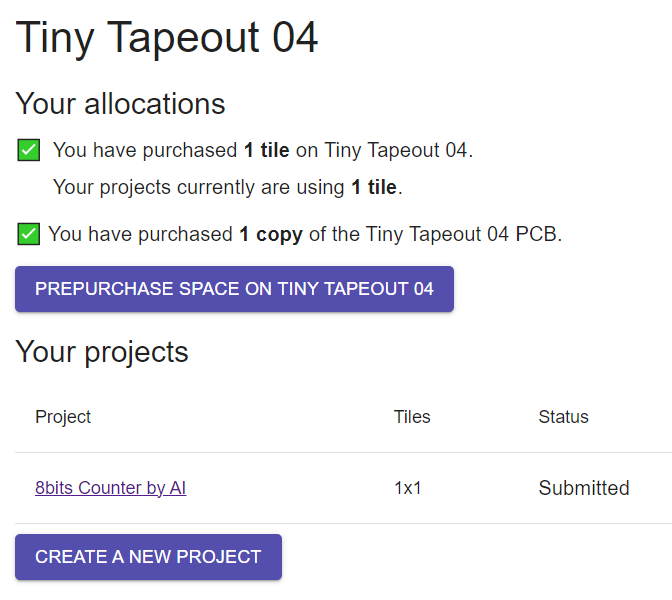 Tiny Tapeout 04
Your allocations
You have purchased 1 tile on Tiny Tapeout 04.
Your projects currently are using 1 tile.
You have purchased 1 copy of the Tiny Tapeout 04 PCB.
PREPURCHASE SPACE ON TINY TAPEOUT 04
Your projects
Project Tiles Status
8bits Counter by AI 1x1 Submitted
CREATE A NEW PROJECT